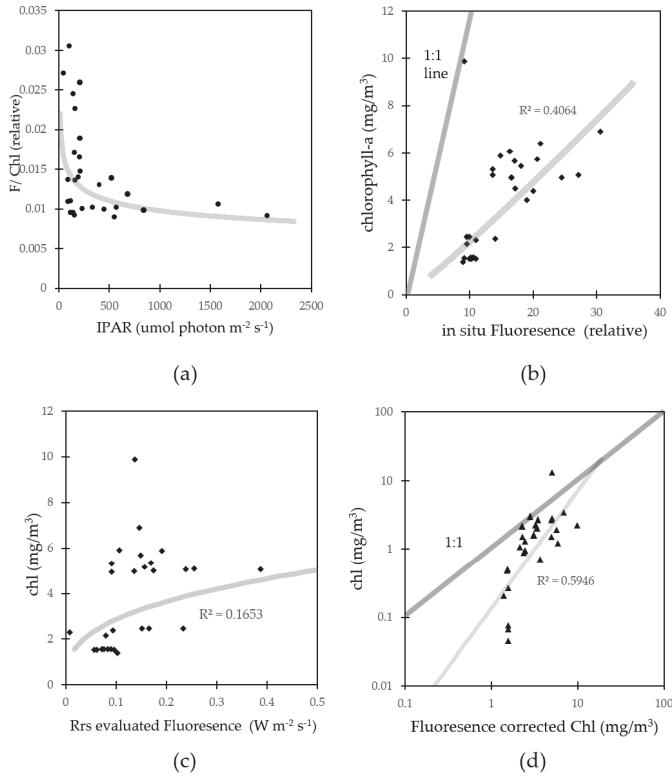 0.035
0.03
0.025
0.02
0.015
0.01
0.005
0
F/ Chl (relative)
0 500 1000 1500 2000 2500
IPAR (umol photon m⁻² s⁻¹)
(a)
12
10
8
6
4
2
0
chlorophyll-a (mg/m³)
1:1
line
R² = 0.4064
0 10 20 30 40
in situ Fluoresence (relative)
(b)
12
10
8
6
4
2
0
chl (mg/m³)
R² = 0.1653
0 0.1 0.2 0.3 0.4 0.5
Rrs evaluated Fluoresence (W m⁻² s⁻¹)
(c)
100
10
1
0.1
0.01
chl (mg/m³)
1:1
R² = 0.5946
0.1 1 10 100
Fluoresence corrected Chl (mg/m³)
(d)